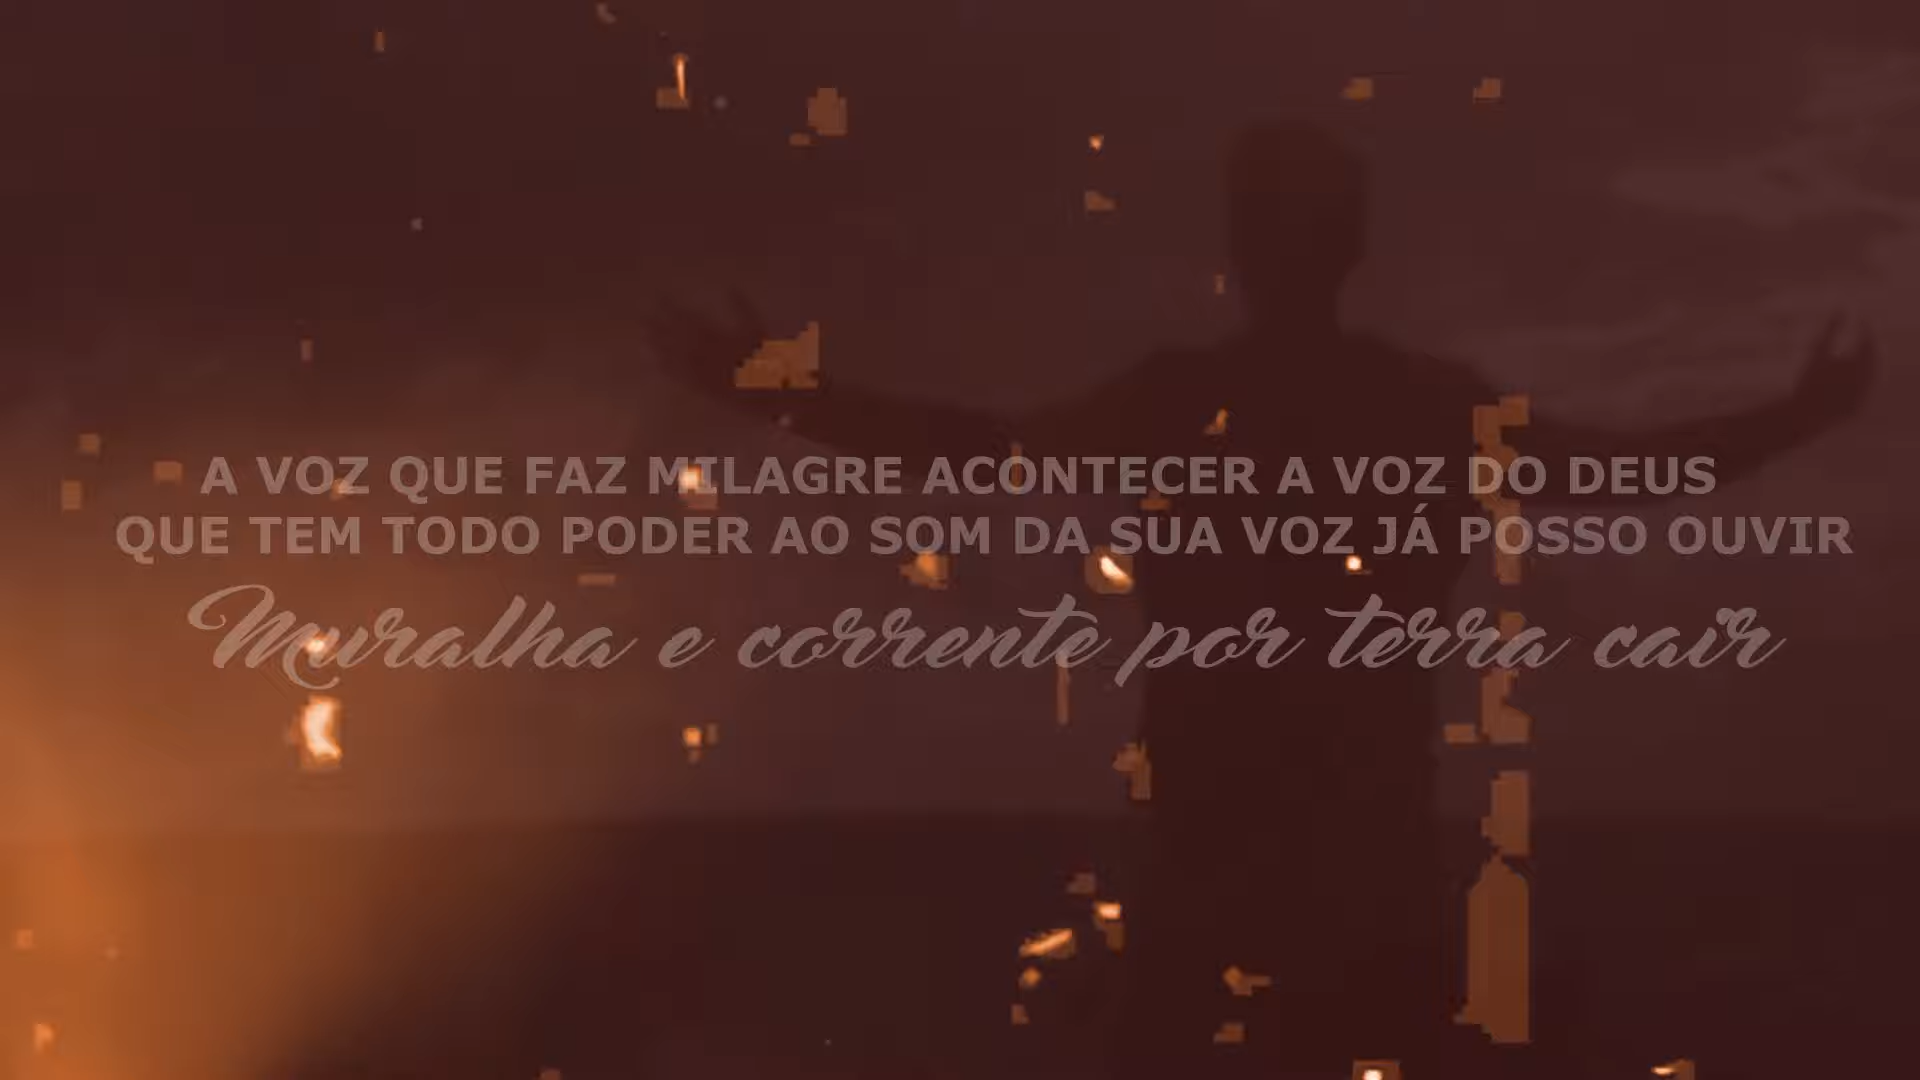 A VOZ QUE FAZ MILAGRE ACONTECER A VOZ DO DEUS
QUE TEM TODO PODER AO SOM DA SUA VOZ JÁ POSSO OUVIR
Muralha e corrente por terra cair